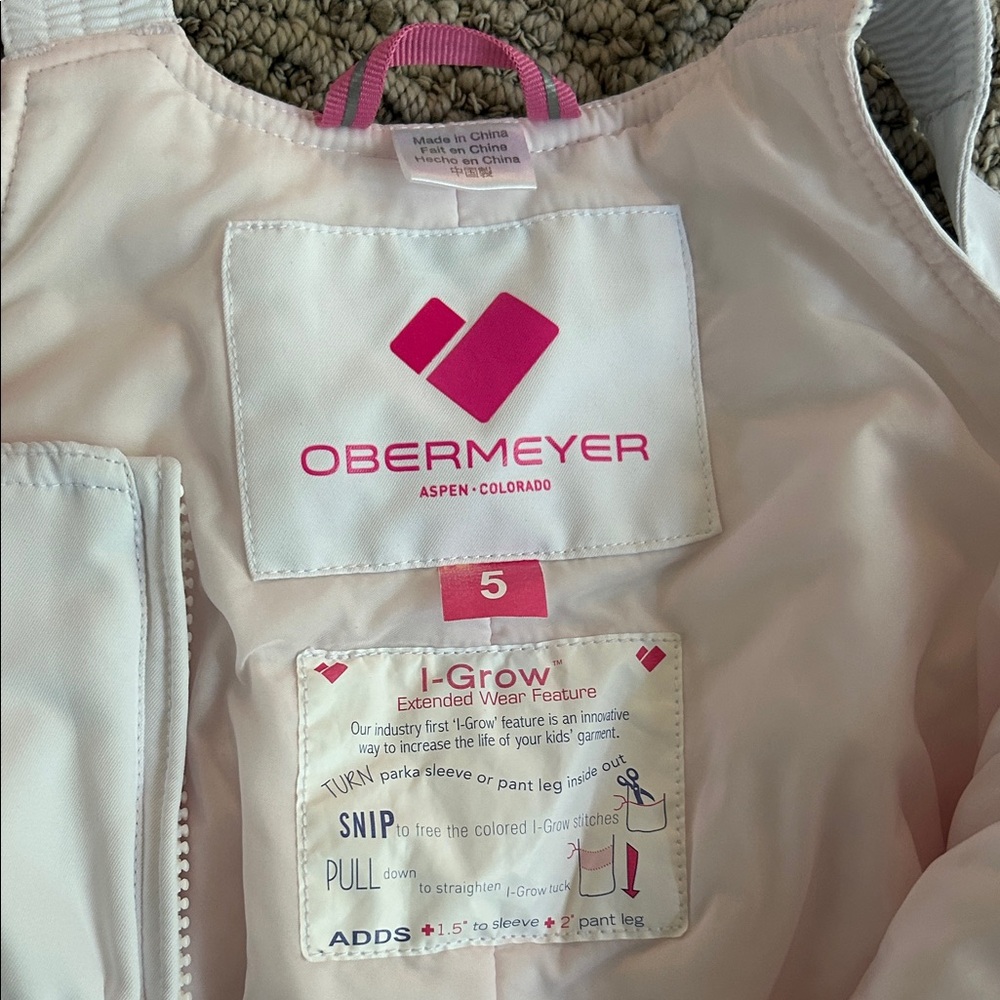 Made in China
Fait en Chine
Hecho en China
中国製
OBERMEYER
ASPEN · COLORADO
5
I-Grow™
Extended Wear Feature
Our industry first 'I-Grow' feature is an innovative
way to increase the life of your kids' garment.
TURN parka sleeve or pant leg inside out
SNIP to free the colored I-Grow stitches
PULL down
to straighten I-Grow tuck
ADDS +1.5" to sleeve +2" pant leg